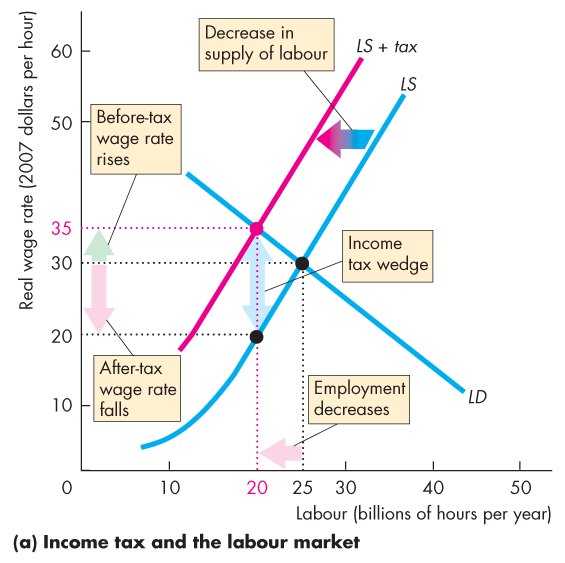 Real wage rate (2007 dollars per hour)
60
50
35
30
20
10
0
Decrease in
supply of labour
LS + tax
LS
Before-tax
wage rate
rises
Income
tax wedge
After-tax
wage rate
falls
Employment
decreases
LD
10
20
25
30
40
50
Labour (billions of hours per year)
(a) Income tax and the labour market